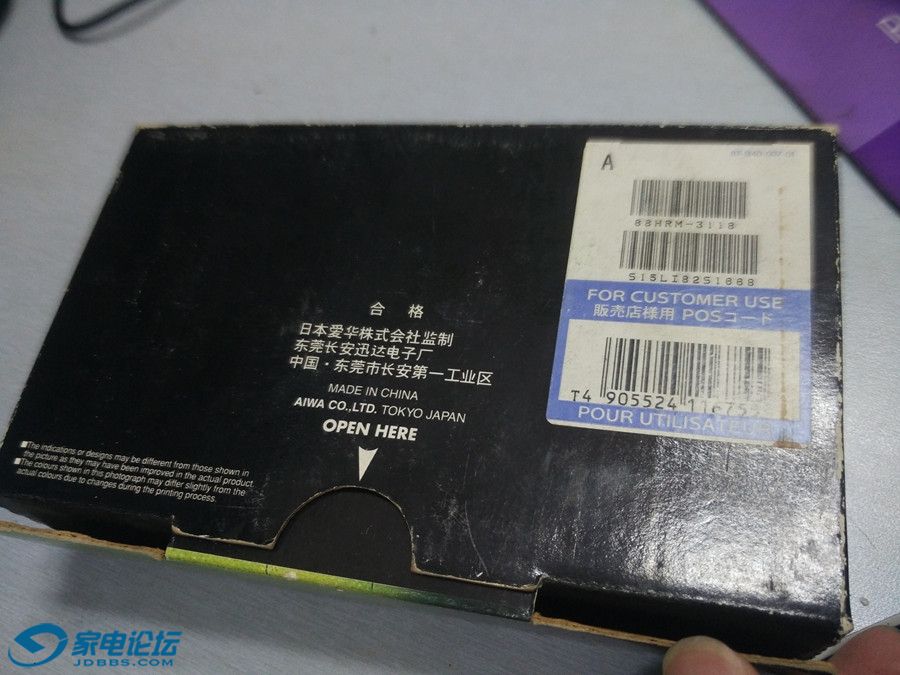 A
88HRM-3118
S15LI82S1668
FOR CUSTOMER USE
販売店様用 POSコード
T4 905524
POUR UTILISATEUR
合 格
日本爱华株式会社监制
东莞长安迅达电子厂
中国·东莞市长安第一工业区
MADE IN CHINA
AIWA CO.,LTD. TOKYO JAPAN
OPEN HERE
■The indications or designs may be different from those shown in
the picture as they may have been improved in the actual product.
■The colours shown in this photograph may differ slightly from the
actual colours due to changes during the printing process.
家电论坛
JDBBS.COM